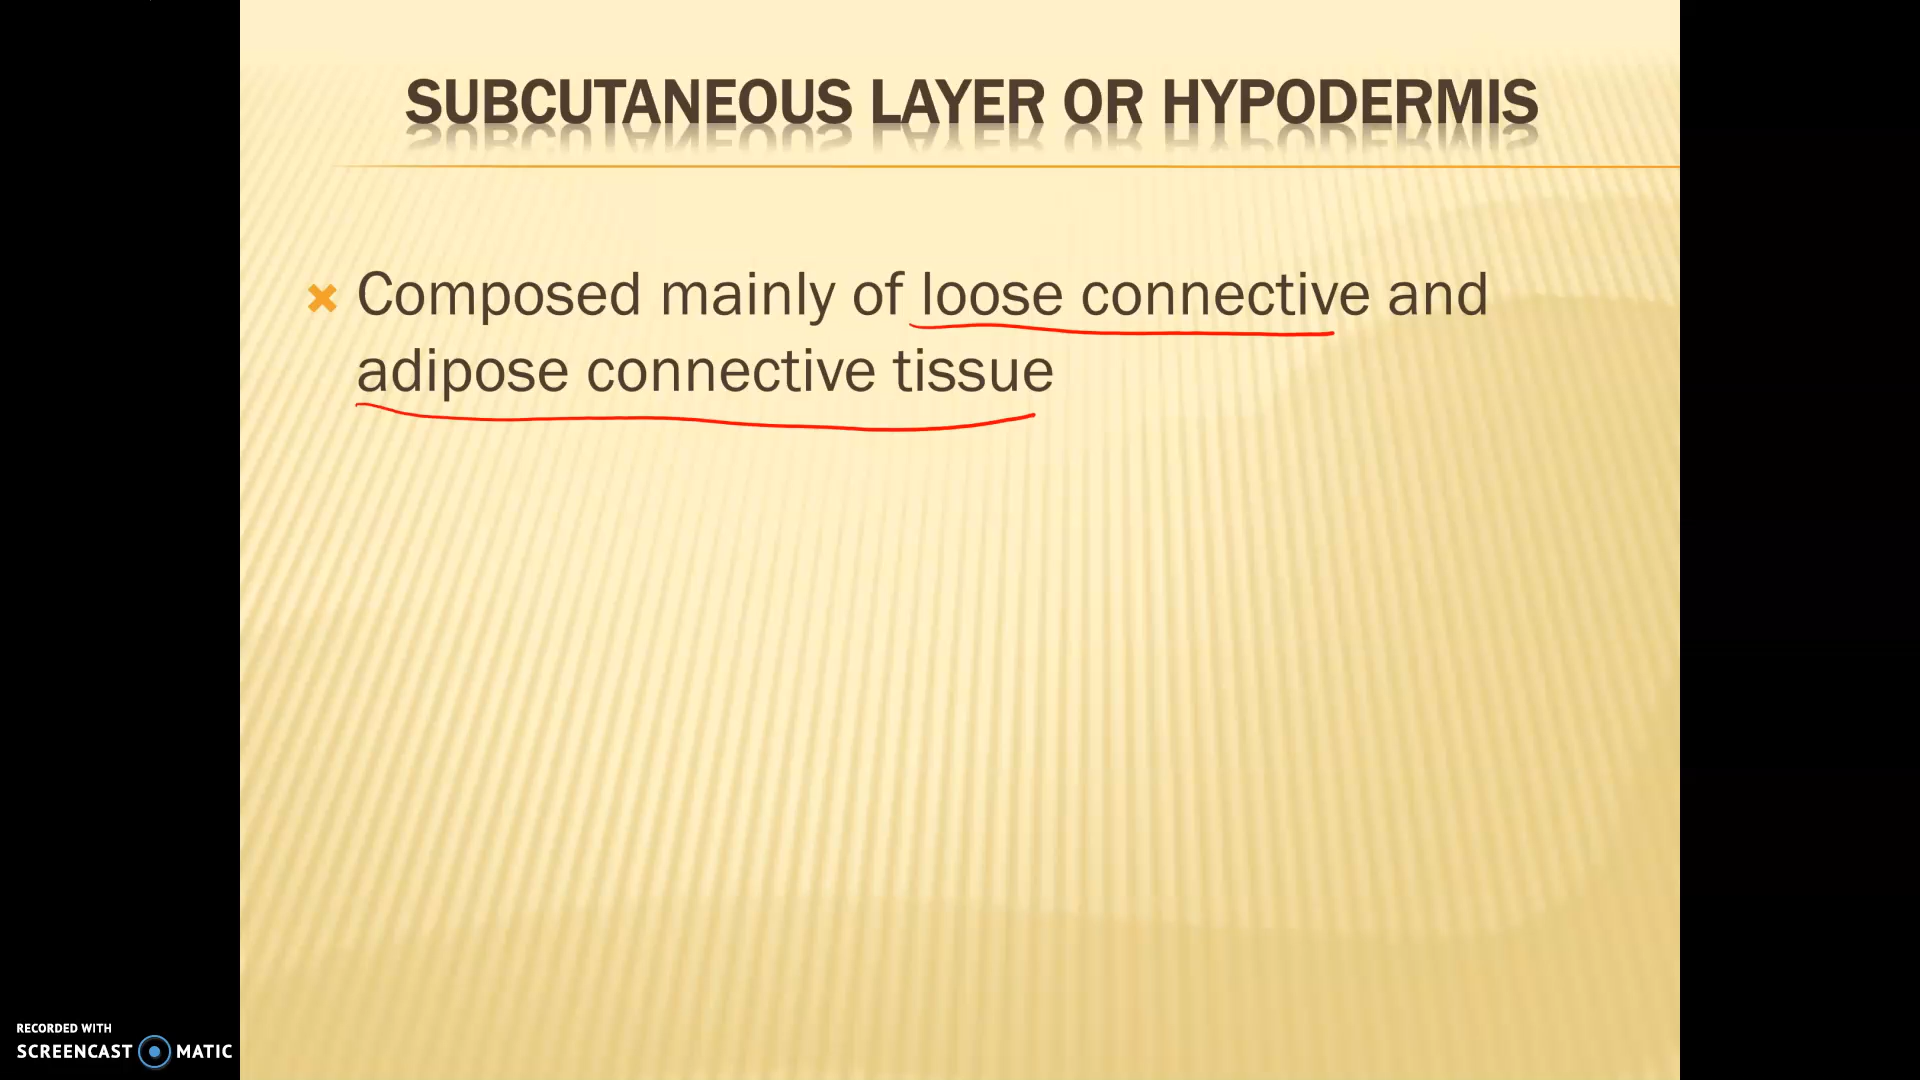 SUBCUTANEOUS LAYER OR HYPODERMIS
Composed mainly of loose connective and
adipose connective tissue
RECORDED WITH
SCREENCAST MATIC